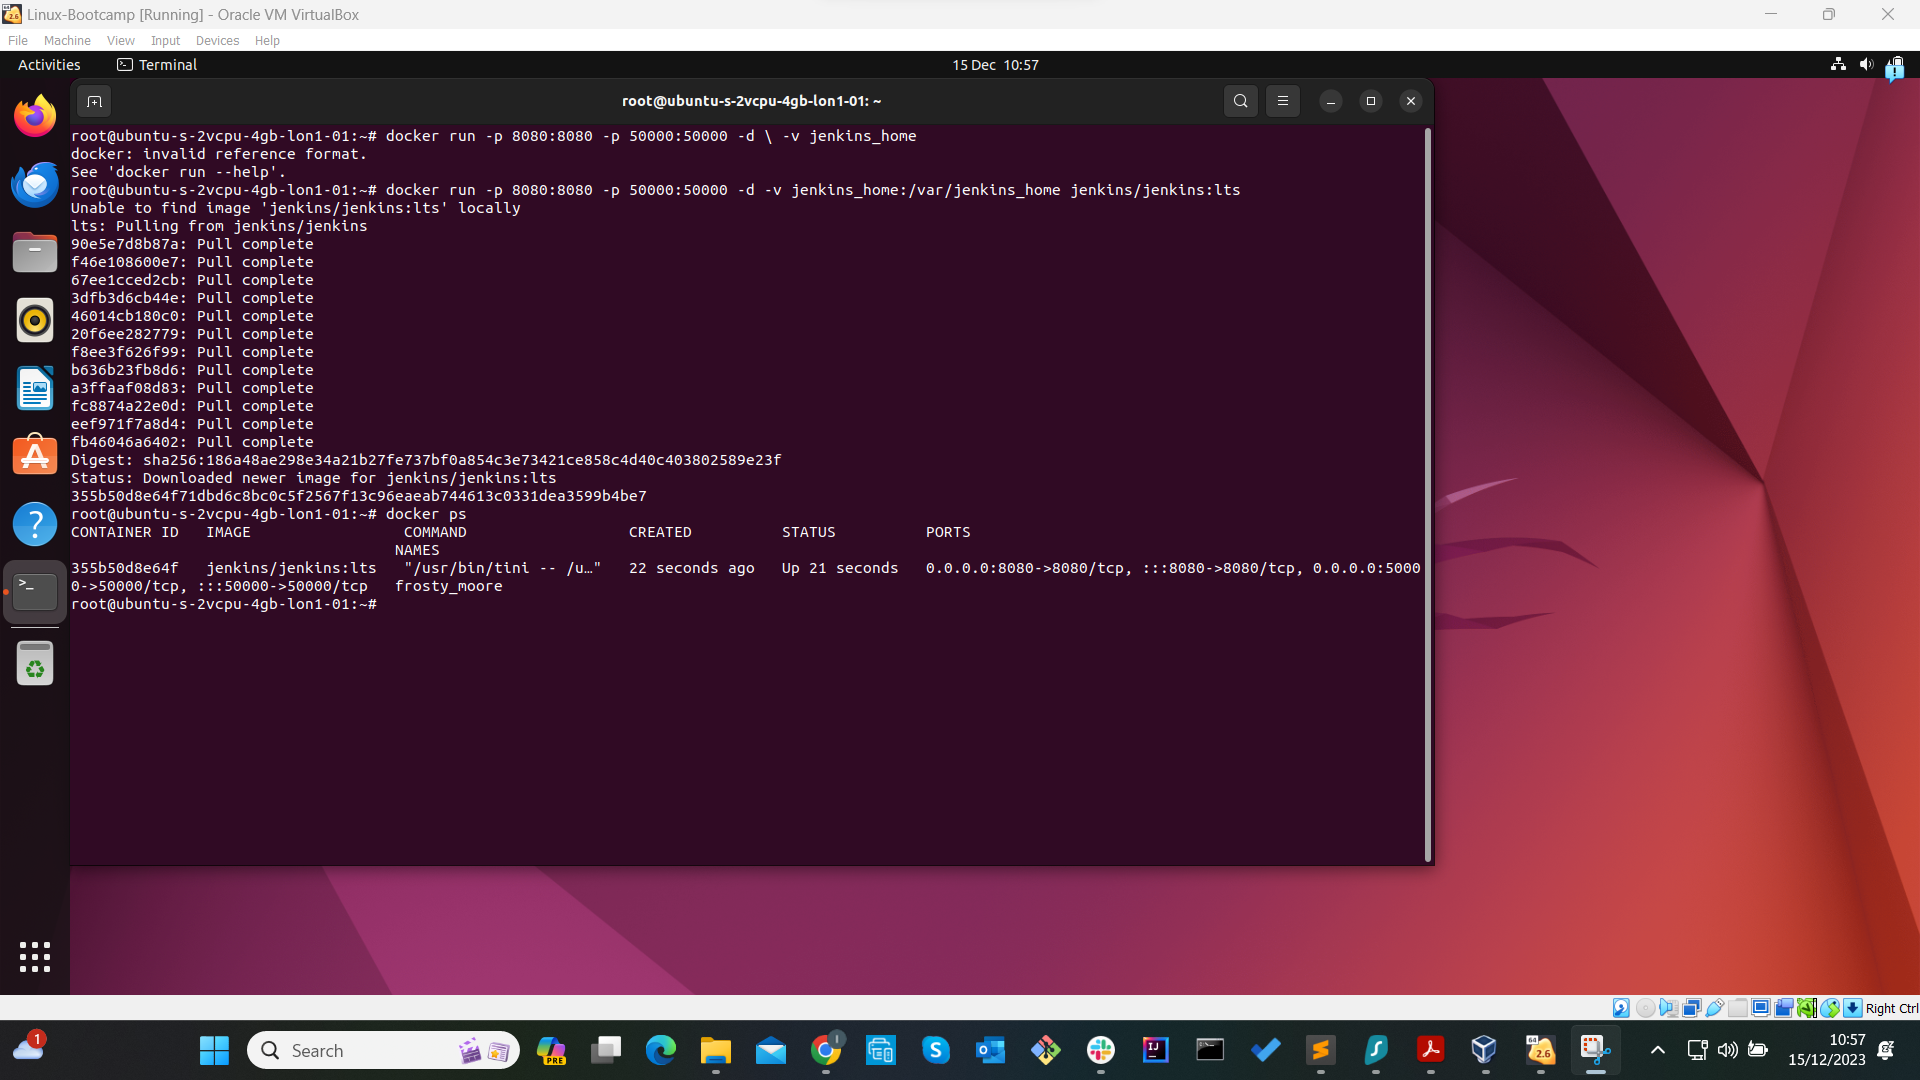 Linux-Bootcamp [Running] - Oracle VM VirtualBox
File Machine View Input Devices Help
Activities Terminal 15 Dec 10:57
root@ubuntu-s-2vcpu-4gb-lon1-01: ~
root@ubuntu-s-2vcpu-4gb-lon1-01:~# docker run -p 8080:8080 -p 50000:50000 -d \ -v jenkins_home
docker: invalid reference format.
See 'docker run --help'.
root@ubuntu-s-2vcpu-4gb-lon1-01:~# docker run -p 8080:8080 -p 50000:50000 -d -v jenkins_home:/var/jenkins_home jenkins/jenkins:lts
Unable to find image 'jenkins/jenkins:lts' locally
lts: Pulling from jenkins/jenkins
90e5e7d8b87a: Pull complete
f46e108600e7: Pull complete
67ee1cced2cb: Pull complete
3dfb3d6cb44e: Pull complete
46014cb180c0: Pull complete
20f6ee282779: Pull complete
f8ee3f626f99: Pull complete
b636b23fb8d6: Pull complete
a3ffaaf08d83: Pull complete
fc8874a22e0d: Pull complete
eef971f7a8d4: Pull complete
fb46046a6402: Pull complete
Digest: sha256:186a48ae298e34a21b27fe737bf0a854c3e73421ce858c4d40c403802589e23f
Status: Downloaded newer image for jenkins/jenkins:lts
355b50d8e64f71dbd6c8bc0c5f2567f13c96eaeab744613c0331dea3599b4be7
root@ubuntu-s-2vcpu-4gb-lon1-01:~# docker ps
CONTAINER ID IMAGE COMMAND CREATED STATUS PORTS
NAMES
355b50d8e64f jenkins/jenkins:lts "/usr/bin/tini -- /u…" 22 seconds ago Up 21 seconds 0.0.0.0:8080->8080/tcp, :::8080->8080/tcp, 0.0.0.0:5000
0->50000/tcp, :::50000->50000/tcp frosty_moore
root@ubuntu-s-2vcpu-4gb-lon1-01:~#
Right Ctrl
1
Search
PRE
64
2.6
10:57
15/12/2023